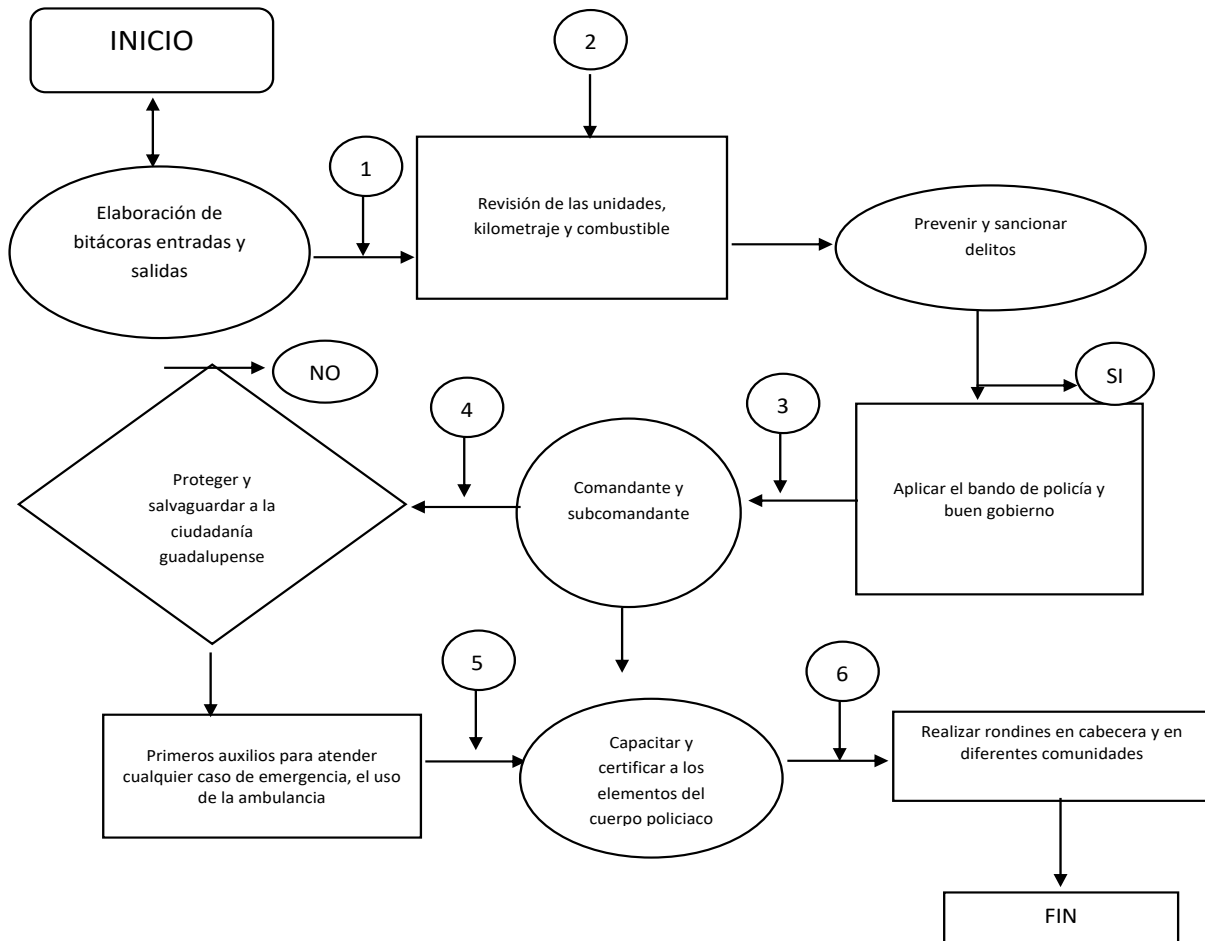 INICIO
2
1
Elaboración de
bitácoras entradas y
salidas
Revisión de las unidades,
kilometraje y combustible
Prevenir y sancionar
delitos
NO
SI
4
3
Proteger y
salvaguardar a la
ciudadanía
guadalupense
Comandante y
subcomandante
Aplicar el bando de policía y
buen gobierno
5
6
Primeros auxilios para atender
cualquier caso de emergencia, el uso
de la ambulancia
Capacitar y
certificar a los
elementos del
cuerpo policiaco
Realizar rondines en cabecera y en
diferentes comunidades
FIN